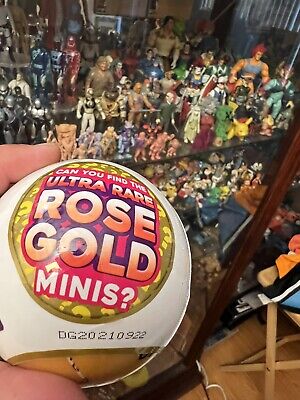 CAN YOU FIND THE
ULTRA RARE
ROSE
GOLD
MINIS?
DG20210922